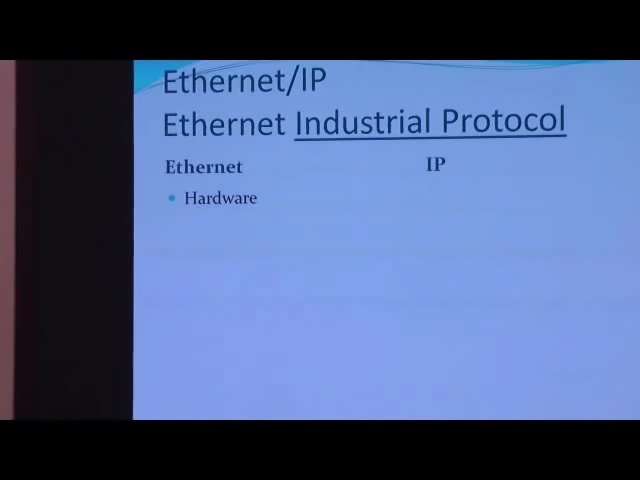 Ethernet/IP
Ethernet Industrial Protocol
Ethernet IP
Hardware